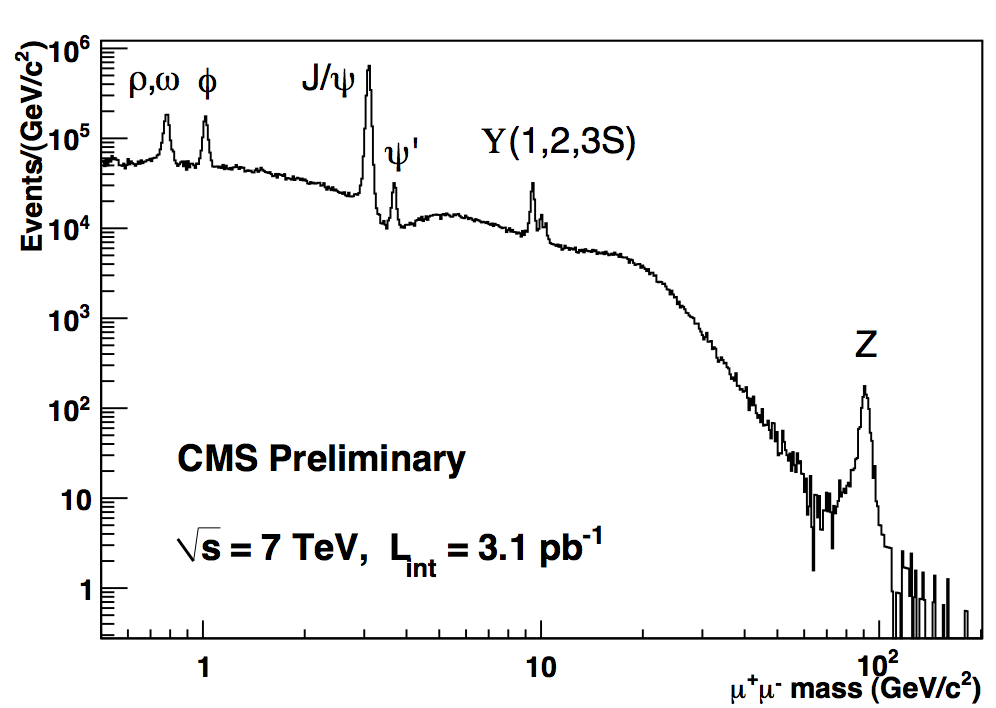 Events/(GeV/c²)
10⁶
10⁵
10⁴
10³
10²
10
1
ρ,ω
ϕ
J/ψ
ψ'
ϒ(1,2,3S)
Z
CMS Preliminary
√s = 7 TeV, L_int = 3.1 pb⁻¹
1
10
10²
μ⁺μ⁻ mass (GeV/c²)